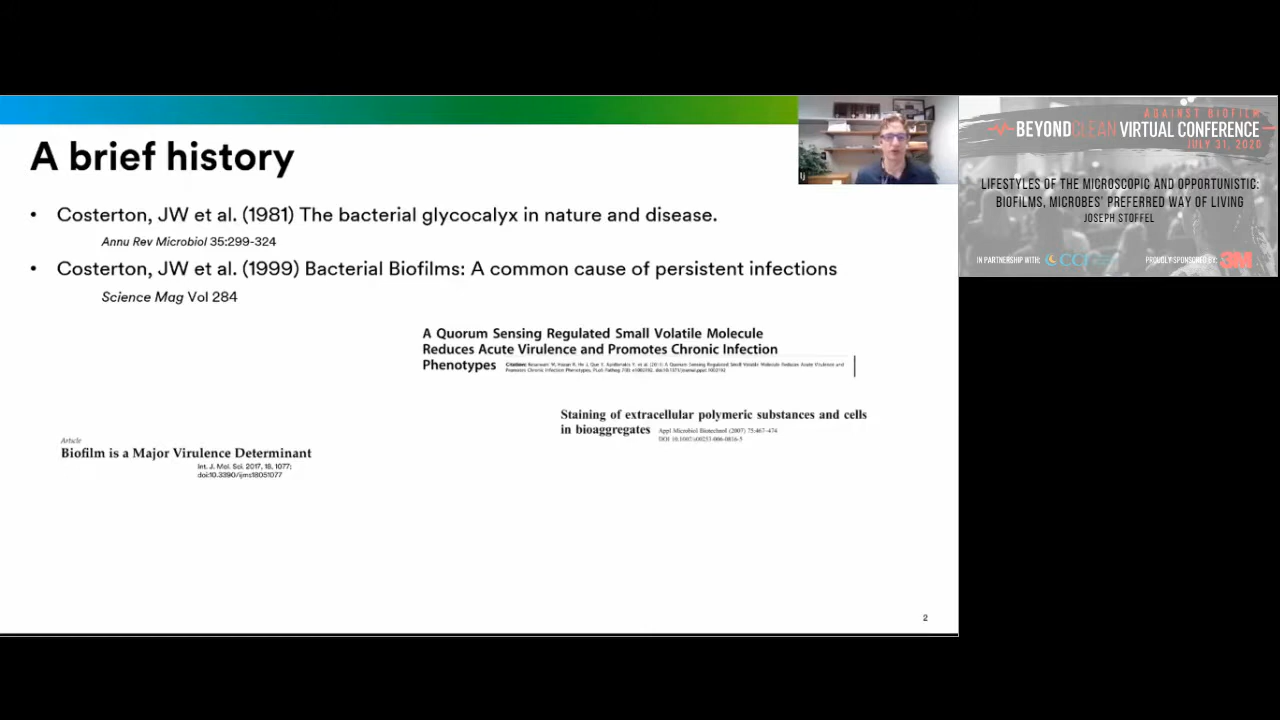 A brief history
• Costerton, JW et al. (1981) The bacterial glycocalyx in nature and disease.
Annu Rev Microbiol 35:299-324
• Costerton, JW et al. (1999) Bacterial Biofilms: A common cause of persistent infections
Science Mag Vol 284
A Quorum Sensing Regulated Small Volatile Molecule
Reduces Acute Virulence and Promotes Chronic Infection
Phenotypes
Staining of extracellular polymeric substances and cells
in bioaggregates Appl Microbiol Biotechnol (2007) 75:467–474
DOI 10.1007/s00253-006-0816-5
Article
Biofilm is a Major Virulence Determinant
Int. J. Mol. Sci. 2017, 18, 1077;
doi:10.3390/ijms18051077
2
AGAINST BIOFILM
BEYONDCLEAN VIRTUAL CONFERENCE
JULY 31, 2020
LIFESTYLES OF THE MICROSCOPIC AND OPPORTUNISTIC:
BIOFILMS, MICROBES' PREFERRED WAY OF LIVING
JOSEPH STOFFEL
IN PARTNERSHIP WITH: CCI PROUDLY SPONSORED BY: 3M